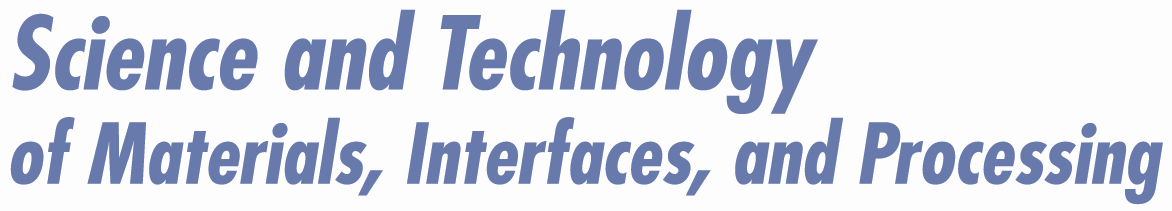 Science and Technology
of Materials, Interfaces, and Processing